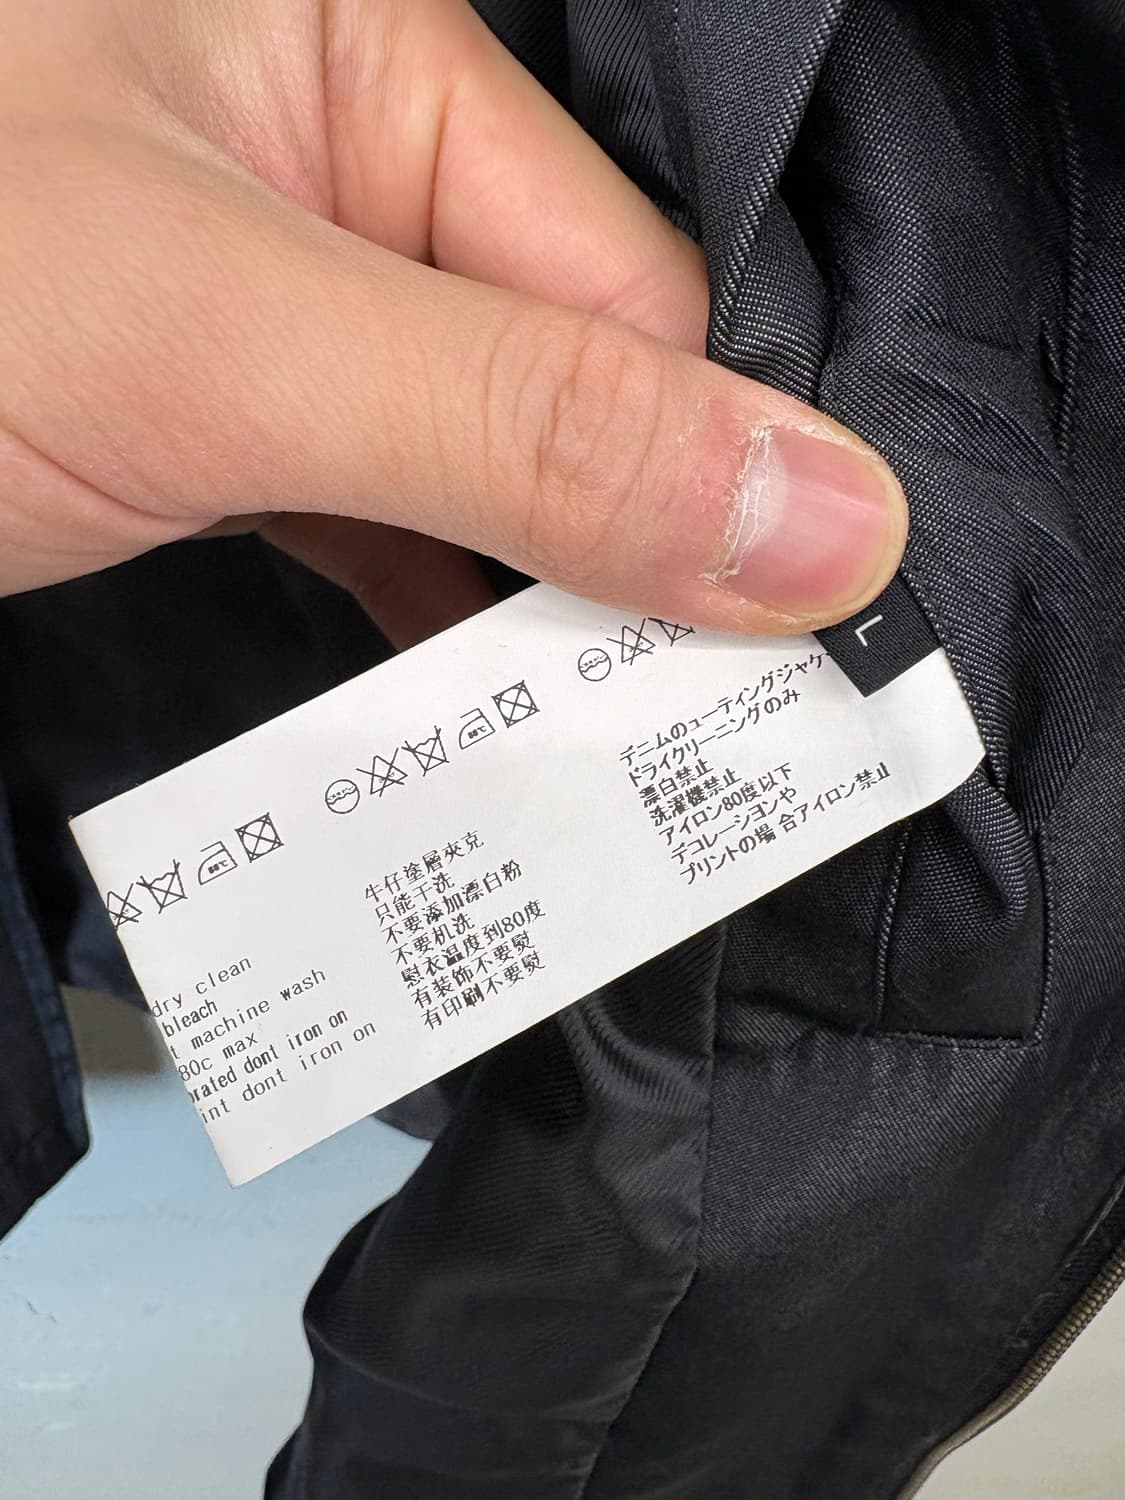 L
デニムのューティングジャケ
ドライクリーニングのみ
漂白禁止
洗濯機禁止
アイロン80度以下
デコレーションや
プリントの場 合アイロン禁止
牛仔塗層夾克
只能干洗
不要添加漂白粉
不要机洗
慰衣温度到80度
有装饰不要熨
有印刷不要熨
dry clean
bleach
t machine wash
80c max
orated dont iron on
int dont iron on